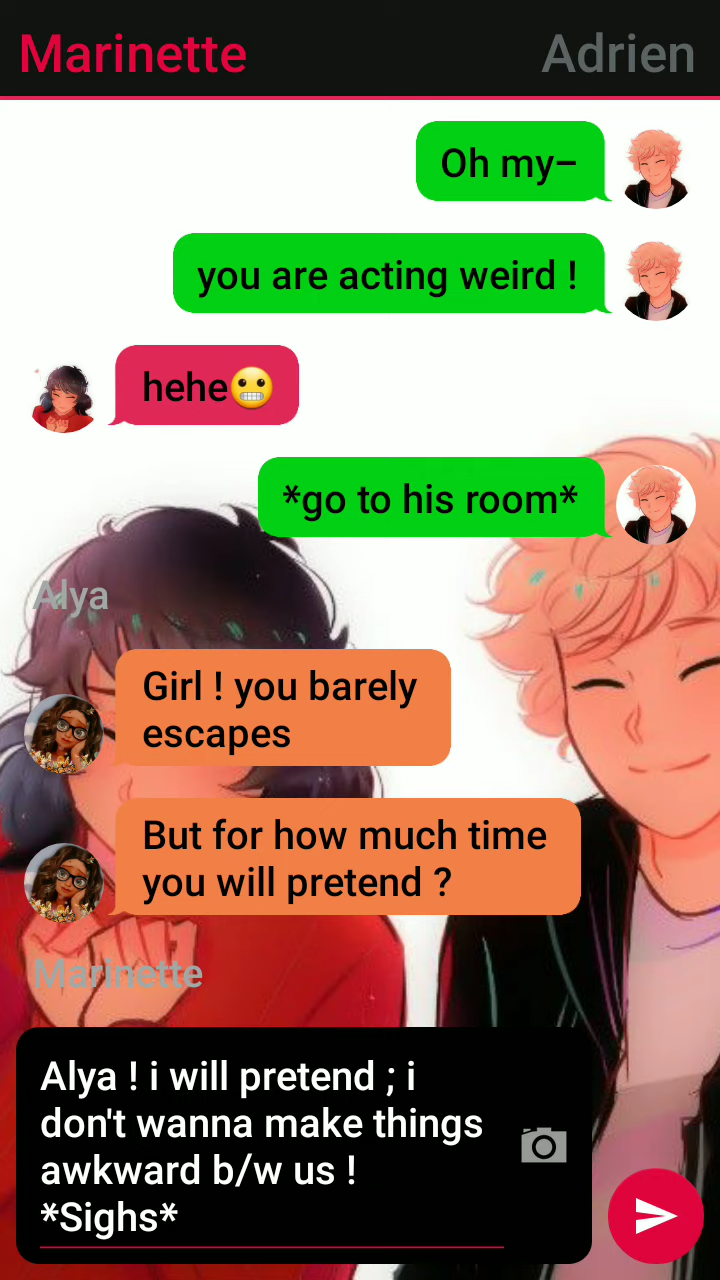 Marinette
Adrien
Oh my–
you are acting weird !
hehe😬
*go to his room*
Alya
Girl ! you barely
escapes
But for how much time
you will pretend ?
Marinette
Alya ! i will pretend ; i
don't wanna make things
awkward b/w us !
*Sighs*